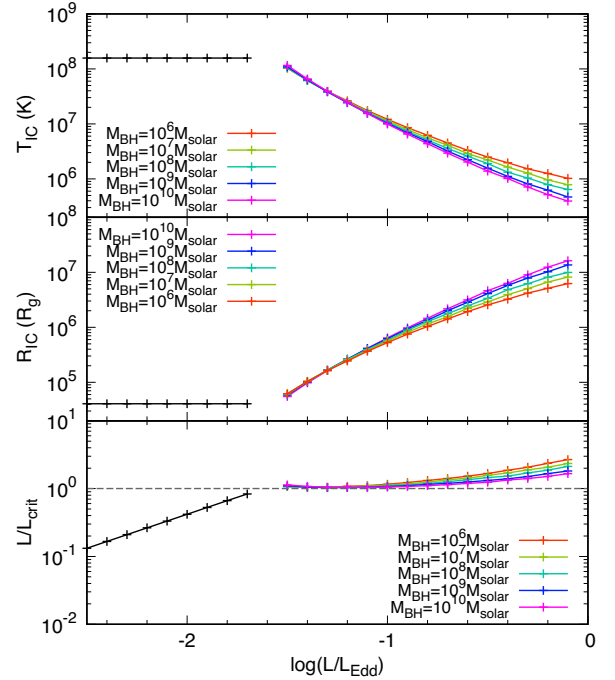 10⁹
10⁸
10⁷
10⁶
10⁸
T_IC (K)
M_BH=10⁶M_solar
M_BH=10⁷M_solar
M_BH=10⁸M_solar
M_BH=10⁹M_solar
M_BH=10¹⁰M_solar
10⁷
10⁶
10⁵
R_IC (R_g)
M_BH=10¹⁰M_solar
M_BH=10⁹M_solar
M_BH=10⁸M_solar
M_BH=10⁷M_solar
M_BH=10⁶M_solar
10¹
10⁰
10⁻¹
10⁻²
L/L_crit
M_BH=10⁶M_solar
M_BH=10⁷M_solar
M_BH=10⁸M_solar
M_BH=10⁹M_solar
M_BH=10¹⁰M_solar
-2 -1 0
log(L/L_Edd)